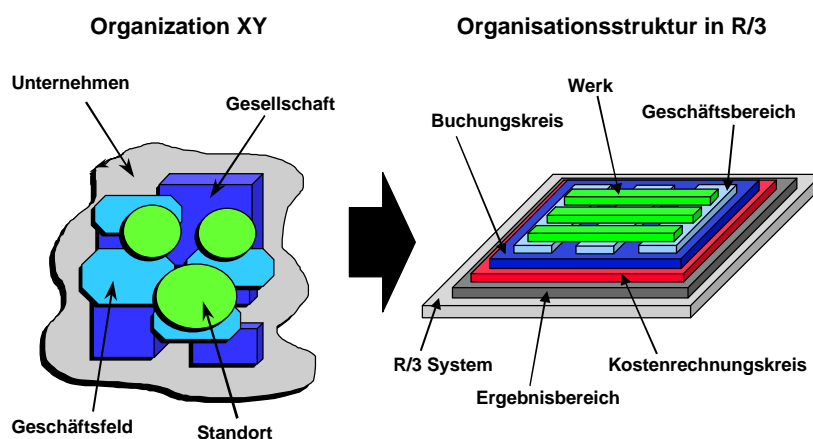 Organization XY
Organisationsstruktur in R/3
Unternehmen
Gesellschaft
Werk
Geschäftsbereich
Buchungskreis
R/3 System
Kostenrechnungskreis
Ergebnisbereich
Geschäftsfeld
Standort